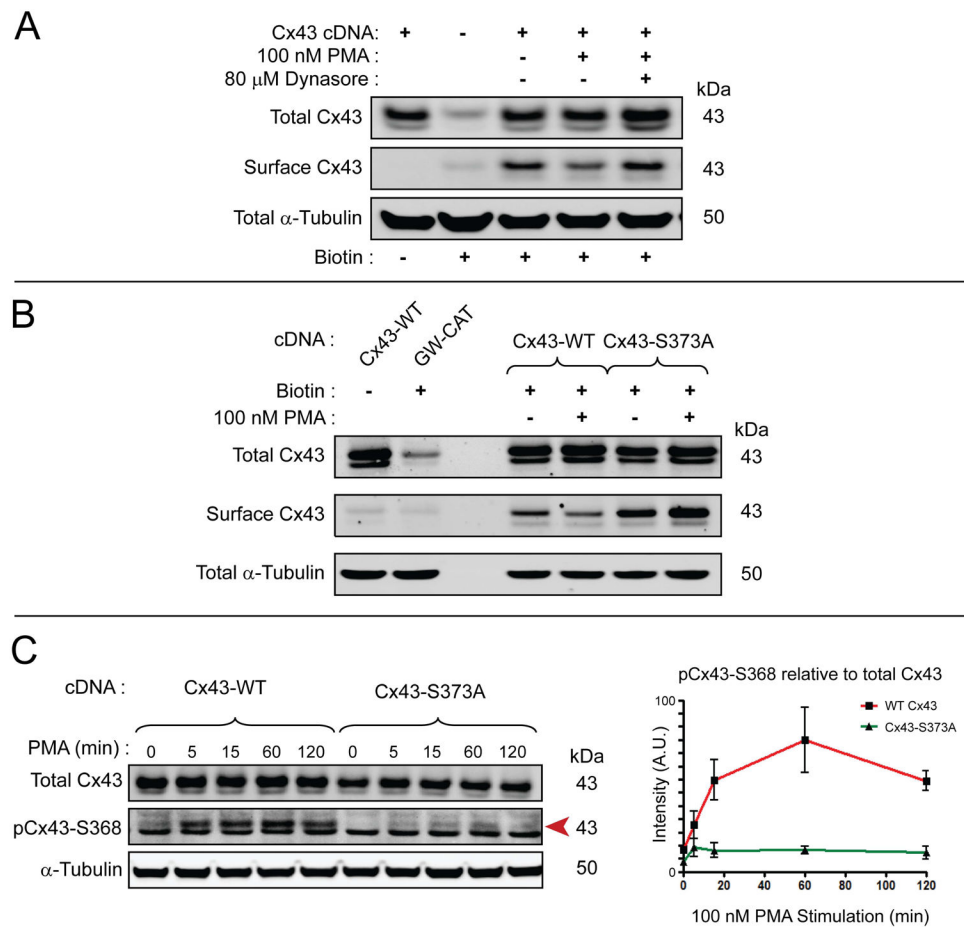 A
Cx43 cDNA: + - + + +
100 nM PMA : - + +
80 µM Dynasore : - - +
kDa
Total Cx43 43
Surface Cx43 43
Total α-Tubulin 50
Biotin : - + + + +
B
cDNA : Cx43-WT GW-CAT Cx43-WT Cx43-S373A
Biotin : - + + + + +
100 nM PMA : - + - +
kDa
Total Cx43 43
Surface Cx43 43
Total α-Tubulin 50
C
cDNA : Cx43-WT Cx43-S373A
PMA (min) : 0 5 15 60 120 0 5 15 60 120
kDa
Total Cx43 43
pCx43-S368 43
α-Tubulin 50
pCx43-S368 relative to total Cx43
WT Cx43
Cx43-S373A
Intensity (A.U.)
100
0
0 20 40 60 80 100 120
100 nM PMA Stimulation (min)